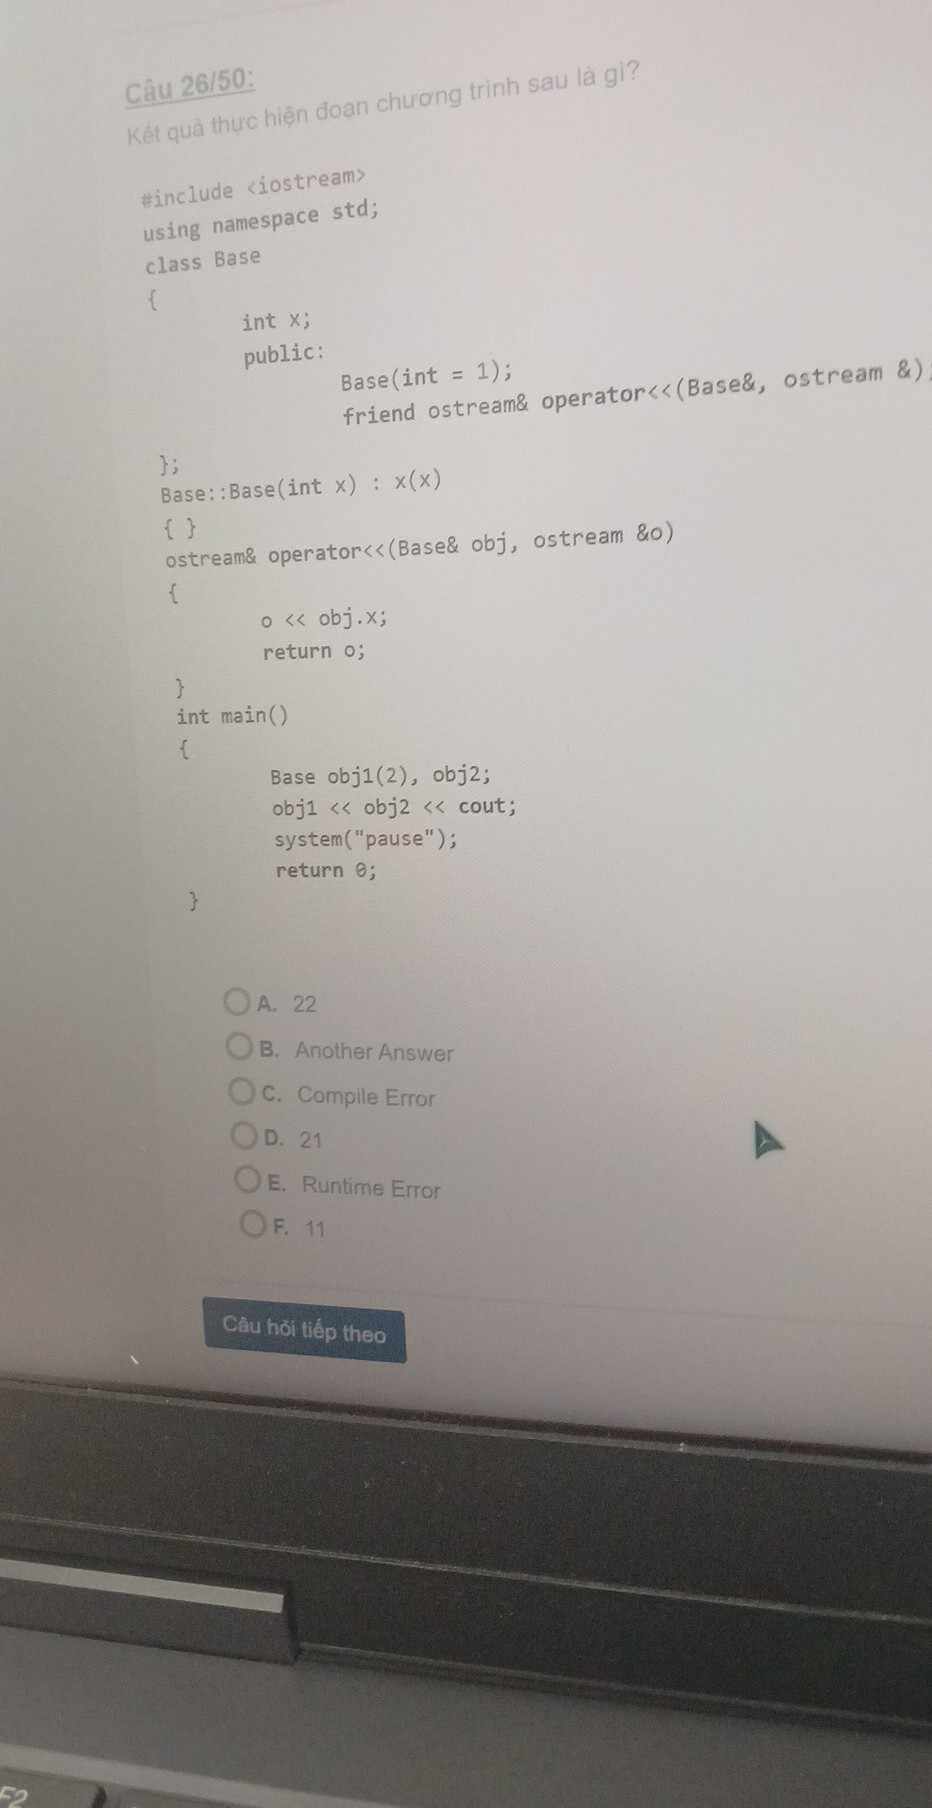 Câu 26/50:
Kết quả thực hiện đoạn chương trình sau là gì?
#include <iostream>
using namespace std;
class Base
{
int x;
public:
Base(int = 1);
friend ostream& operator<<(Base&, ostream &);
};
Base::Base(int x) : x(x)
{ }
ostream& operator<<(Base& obj, ostream &o)
{
o << obj.x;
return o;
}
int main()
{
Base obj1(2), obj2;
obj1 << obj2 << cout;
system("pause");
return 0;
}
A. 22
B. Another Answer
C. Compile Error
D. 21
E. Runtime Error
F. 11
Câu hỏi tiếp theo
F2